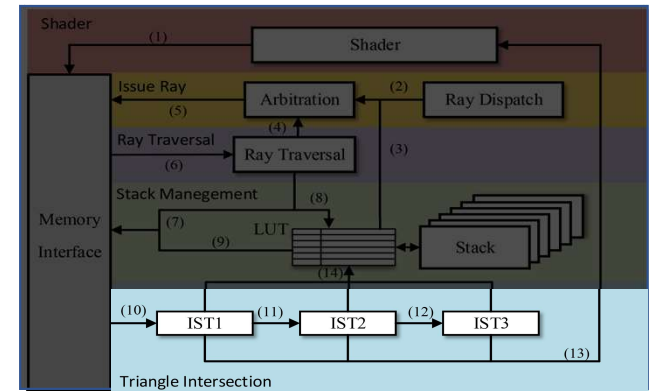 Shader
(1)
Shader
Issue Ray
(2)
Arbitration
Ray Dispatch
(5)
(4)
Ray Traversal
(3)
(6)
Ray Traversal
Stack Manegement
(8)
(7)
LUT
Memory
Interface
(9)
Stack
(14)
(10)
IST1
(11)
IST2
(12)
IST3
(13)
Triangle Intersection